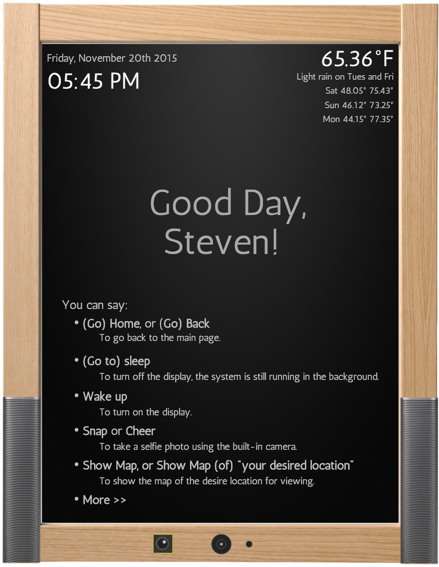 Friday, November 20th 2015
05:45 PM
65.36°F
Light rain on Tues and Fri
Sat 48.05° 75.43°
Sun 46.12° 73.25°
Mon 44.15° 77.35°
Good Day,
Steven!
You can say:
• (Go) Home, or (Go) Back
To go back to the main page.
• (Go to) sleep
To turn off the display, the system is still running in the background.
• Wake up
To turn on the display.
• Snap or Cheer
To take a selfie photo using the built-in camera.
• Show Map, or Show Map (of) "your desired location"
To show the map of the desire location for viewing.
• More >>